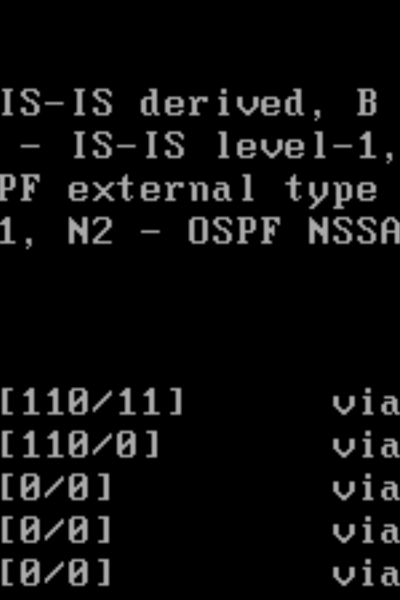 IS-IS derived, B
- IS-IS level-1,
PF external type
1, N2 - OSPF NSSA
[110/11] via
[110/0] via
[0/0] via
[0/0] via
[0/0] via